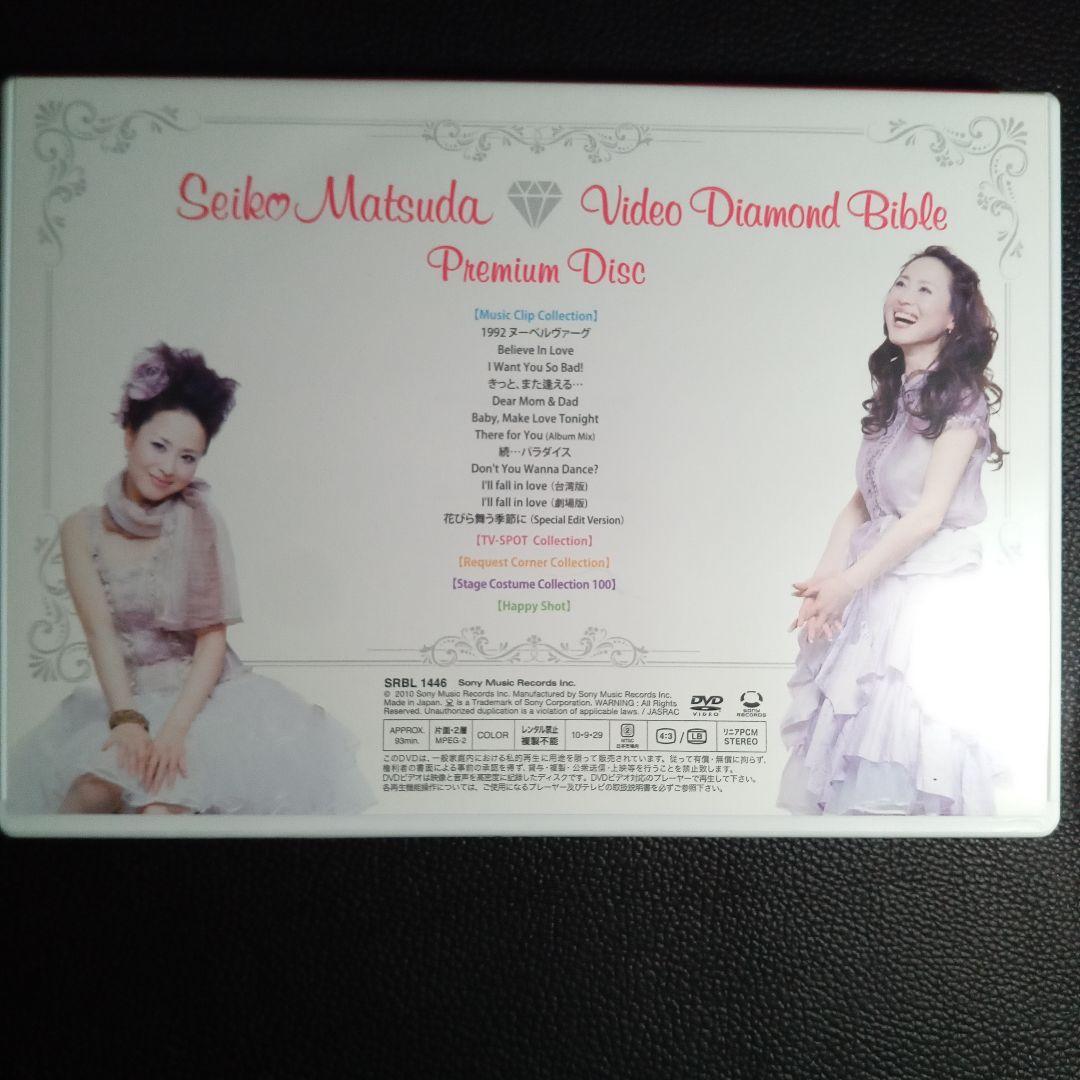 Seiko Matsuda Video Diamond Bible
Premium Disc
【Music Clip Collection】
1992 ヌーベルヴァーグ
Believe In Love
I Want You So Bad!
きっと、また逢える…
Dear Mom & Dad
Baby, Make Love Tonight
There for You (Album Mix)
続…パラダイス
Don't You Wanna Dance?
I'll fall in love (台湾版)
I'll fall in love (劇場版)
花びら舞う季節に (Special Edit Version)
【TV-SPOT Collection】
【Request Corner Collection】
【Stage Costume Collection 100】
【Happy Shot】
SRBL 1446 Sony Music Records Inc.
© 2010 Sony Music Records Inc. Manufactured by Sony Music Records Inc.
Made in Japan. is a Trademark of Sony Corporation. WARNING : All Rights
Reserved. Unauthorized duplication is a violation of applicable laws. / JASRAC
DVD VIDEO
SONY RECORDS
APPROX. 93min.
片面・2層 MPEG-2
COLOR
レンタル禁止 複製不能
10・9・29
2 NTSC 日本市場向
4:3 / LB
リニアPCM STEREO
このDVDは、一般家庭内における私的再生に用途を限って販売されています。従って有償・無償に拘らず、
権利者の書面による事前の承諾を得ず、貸与・複製・公衆送信・上映等を行うことを禁止致します。
DVDビデオは映像と音声を高密度に記録したディスクです。DVDビデオ対応のプレーヤーで再生して下さい。
各再生機能操作については、ご使用になるプレーヤー及びテレビの取扱説明書を必ずご参照下さい。